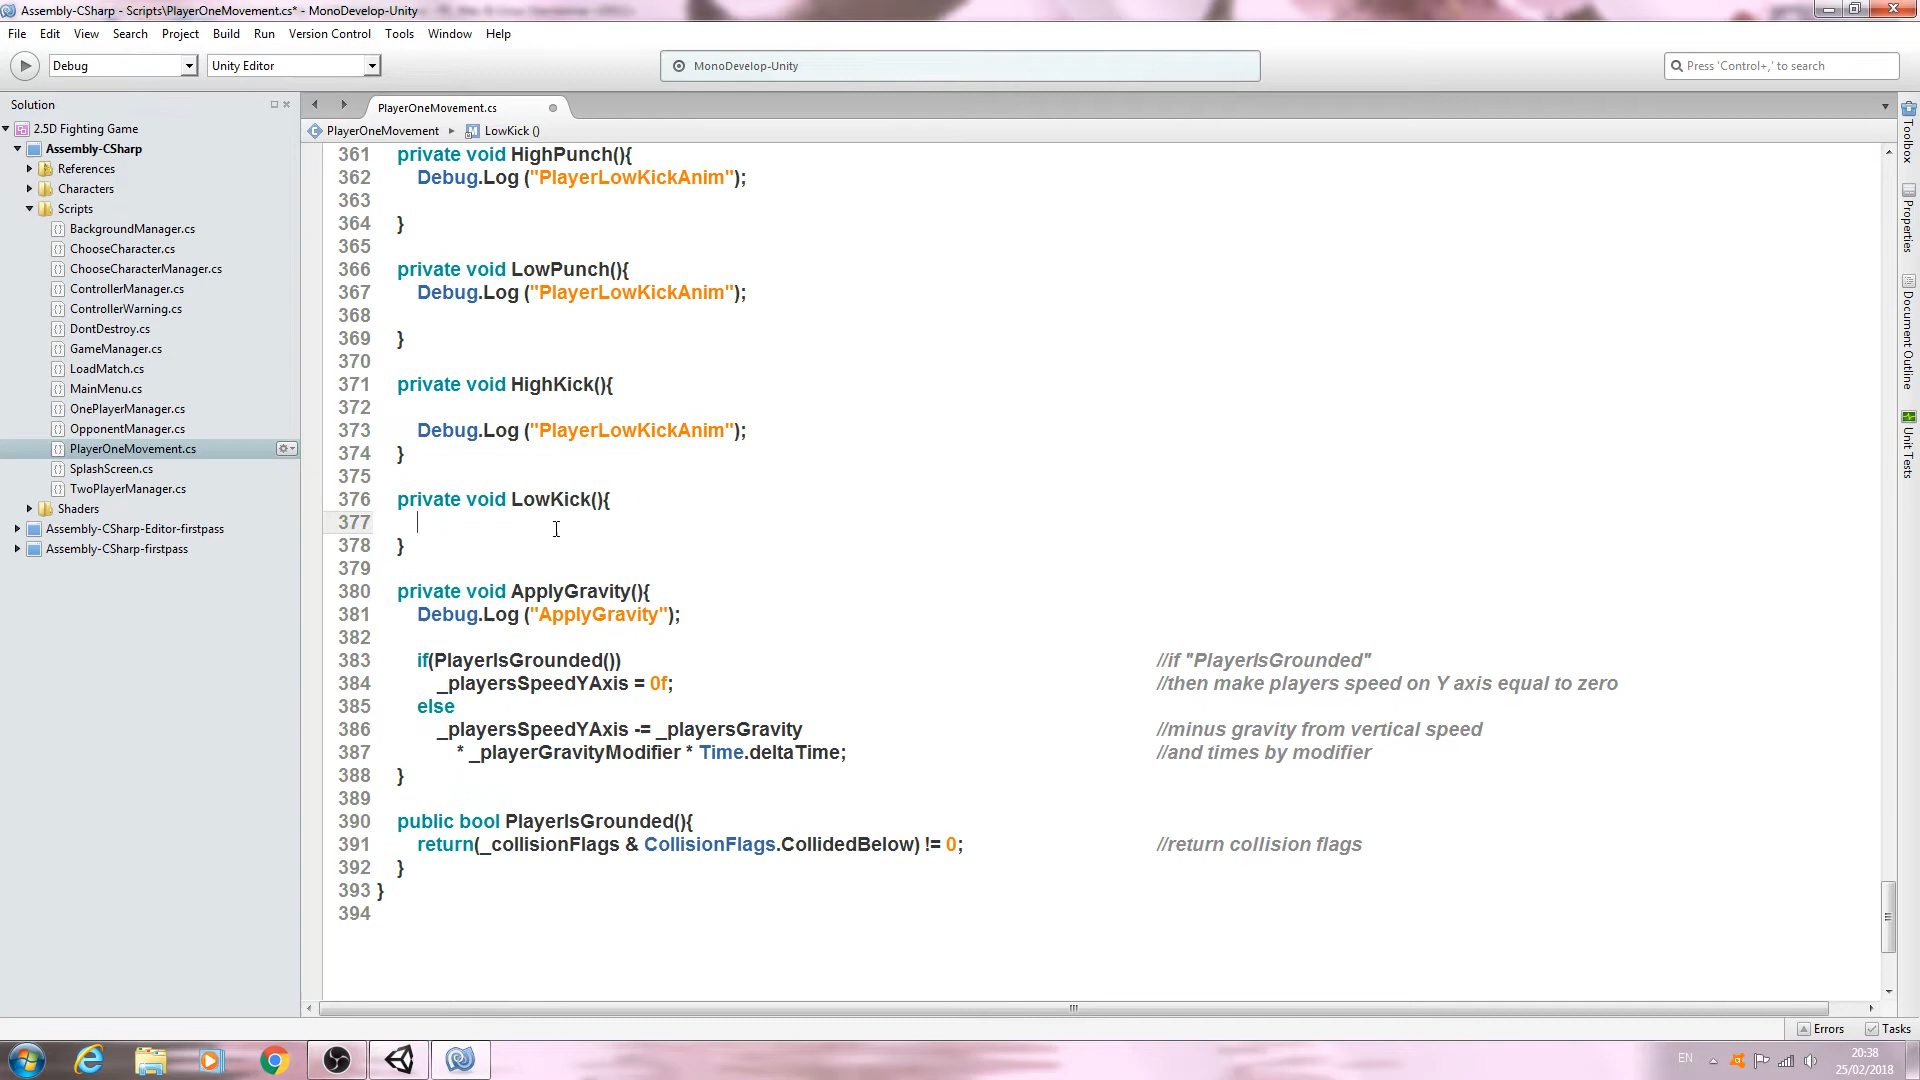 Assembly-CSharp - Scripts\PlayerOneMovement.cs* - MonoDevelop-Unity
File Edit View Search Project Build Run Version Control Tools Window Help
Debug
Unity Editor
MonoDevelop-Unity
Press 'Control+,' to search
Solution
2.5D Fighting Game
Assembly-CSharp
References
Characters
Scripts
BackgroundManager.cs
ChooseCharacter.cs
ChooseCharacterManager.cs
ControllerManager.cs
ControllerWarning.cs
DontDestroy.cs
GameManager.cs
LoadMatch.cs
MainMenu.cs
OnePlayerManager.cs
OpponentManager.cs
PlayerOneMovement.cs
SplashScreen.cs
TwoPlayerManager.cs
Shaders
Assembly-CSharp-Editor-firstpass
Assembly-CSharp-firstpass
PlayerOneMovement.cs
PlayerOneMovement LowKick ()
361 private void HighPunch(){
362 Debug.Log ("PlayerLowKickAnim");
363
364 }
365
366 private void LowPunch(){
367 Debug.Log ("PlayerLowKickAnim");
368
369 }
370
371 private void HighKick(){
372
373 Debug.Log ("PlayerLowKickAnim");
374 }
375
376 private void LowKick(){
377
378 }
379
380 private void ApplyGravity(){
381 Debug.Log ("ApplyGravity");
382
383 if(PlayerIsGrounded()) //if "PlayerIsGrounded"
384 _playersSpeedYAxis = 0f; //then make players speed on Y axis equal to zero
385 else
386 _playersSpeedYAxis -= _playersGravity //minus gravity from vertical speed
387 * _playerGravityModifier * Time.deltaTime; //and times by modifier
388 }
389
390 public bool PlayerIsGrounded(){
391 return(_collisionFlags & CollisionFlags.CollidedBelow) != 0; //return collision flags
392 }
393 }
394
Toolbox
Properties
Document Outline
Unit Tests
Errors
Tasks
EN
20:38
25/02/2018